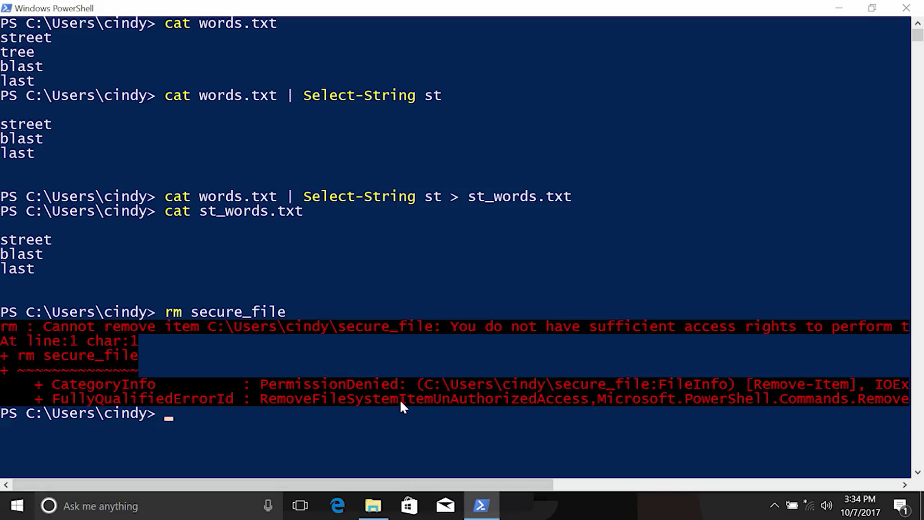 Windows PowerShell
PS C:\Users\cindy> cat words.txt
street
tree
blast
last
PS C:\Users\cindy> cat words.txt | Select-String st
street
blast
last
PS C:\Users\cindy> cat words.txt | Select-String st > st_words.txt
PS C:\Users\cindy> cat st_words.txt
street
blast
last
PS C:\Users\cindy> rm secure_file
rm : Cannot remove item C:\Users\cindy\secure_file: You do not have sufficient access rights to perform t
At line:1 char:1
+ rm secure_file
+ ~~~~~~~~~~~~~~
+ CategoryInfo : PermissionDenied: (C:\Users\cindy\secure_file:FileInfo) [Remove-Item], IOEx
+ FullyQualifiedErrorId : RemoveFileSystemItemUnAuthorizedAccess,Microsoft.PowerShell.Commands.Remove
PS C:\Users\cindy> _
Ask me anything
3:34 PM
10/7/2017
1